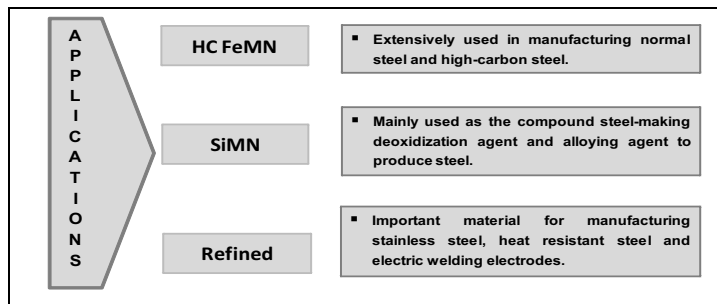 APPLICATIONS
HC FeMN
▪ Extensively used in manufacturing normal
steel and high-carbon steel.
SiMN
▪ Mainly used as the compound steel-making
deoxidization agent and alloying agent to
produce steel.
Refined
▪ Important material for manufacturing
stainless steel, heat resistant steel and
electric welding electrodes.